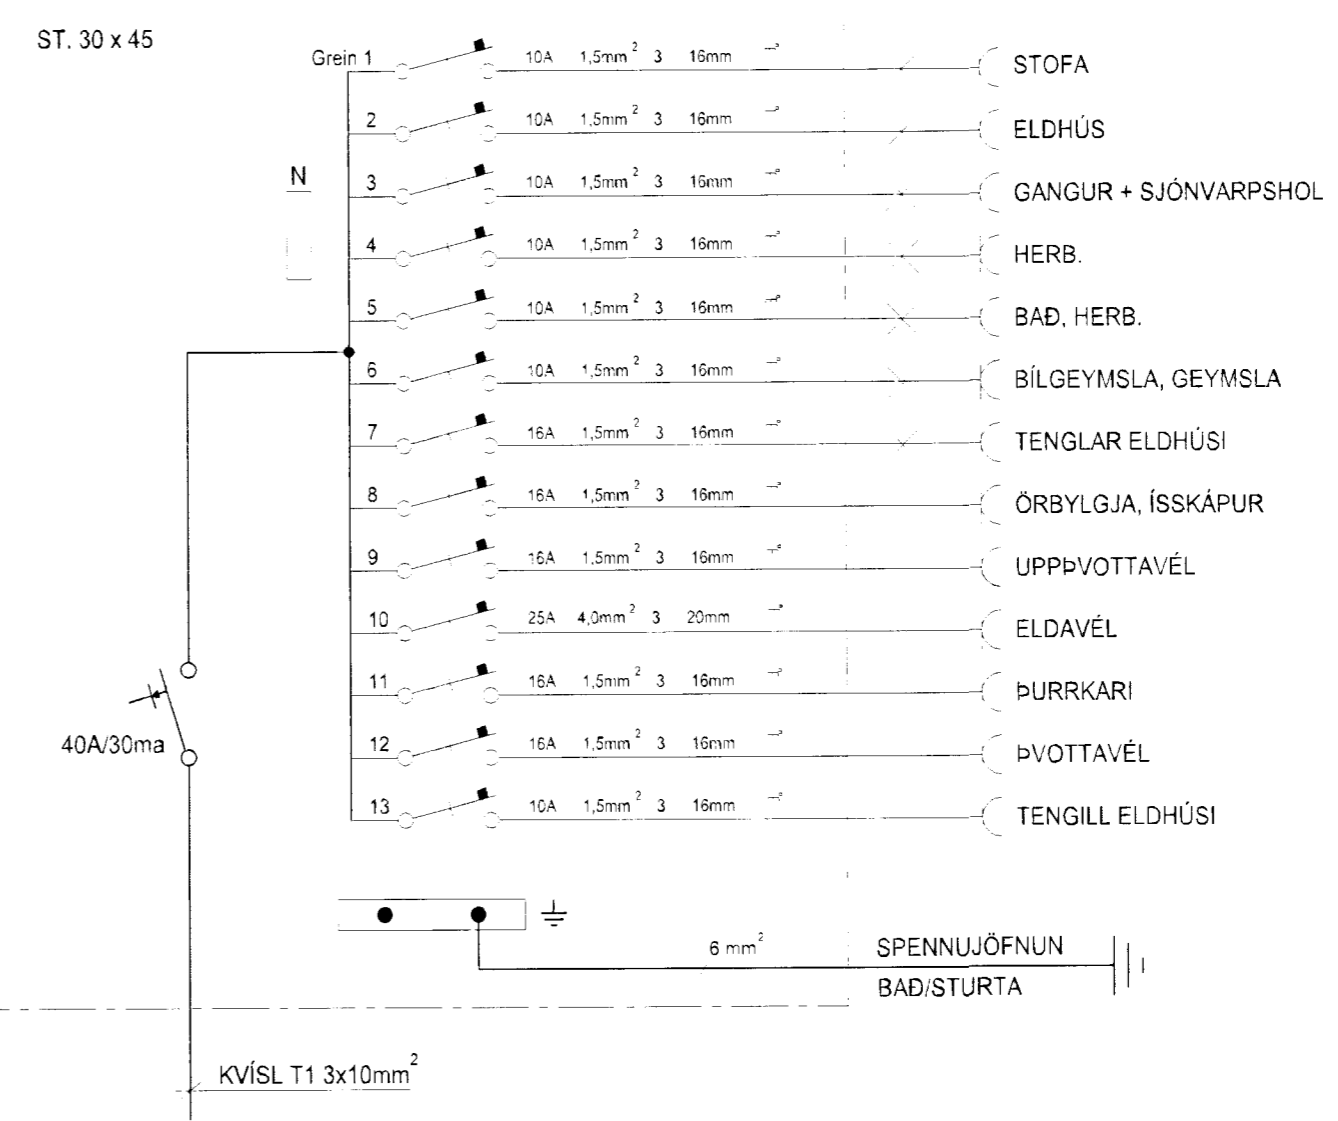 ST. 30 x 45
Grein 1 10A 1,5mm² 3 16mm STOFA
2 10A 1,5mm² 3 16mm ELDHÚS
N
3 10A 1,5mm² 3 16mm GANGUR + SJÓNVARPSHOL
4 10A 1,5mm² 3 16mm HERB.
5 10A 1,5mm² 3 16mm BAÐ, HERB.
6 10A 1,5mm² 3 16mm BÍLGEYMSLA, GEYMSLA
7 16A 1,5mm² 3 16mm TENGLAR ELDHÚSI
8 16A 1,5mm² 3 16mm ÖRBYLGJA, ÍSSKÁPUR
9 16A 1,5mm² 3 16mm UPPÞVOTTAVÉL
10 25A 4,0mm² 3 20mm ELDAVÉL
11 16A 1,5mm² 3 16mm ÞURRKARI
40A/30ma
12 16A 1,5mm² 3 16mm ÞVOTTAVÉL
13 10A 1,5mm² 3 16mm TENGILL ELDHÚSI
6 mm² SPENNUJÖFNUN
BAÐ/STURTA
KVÍSL T1 3x10mm²